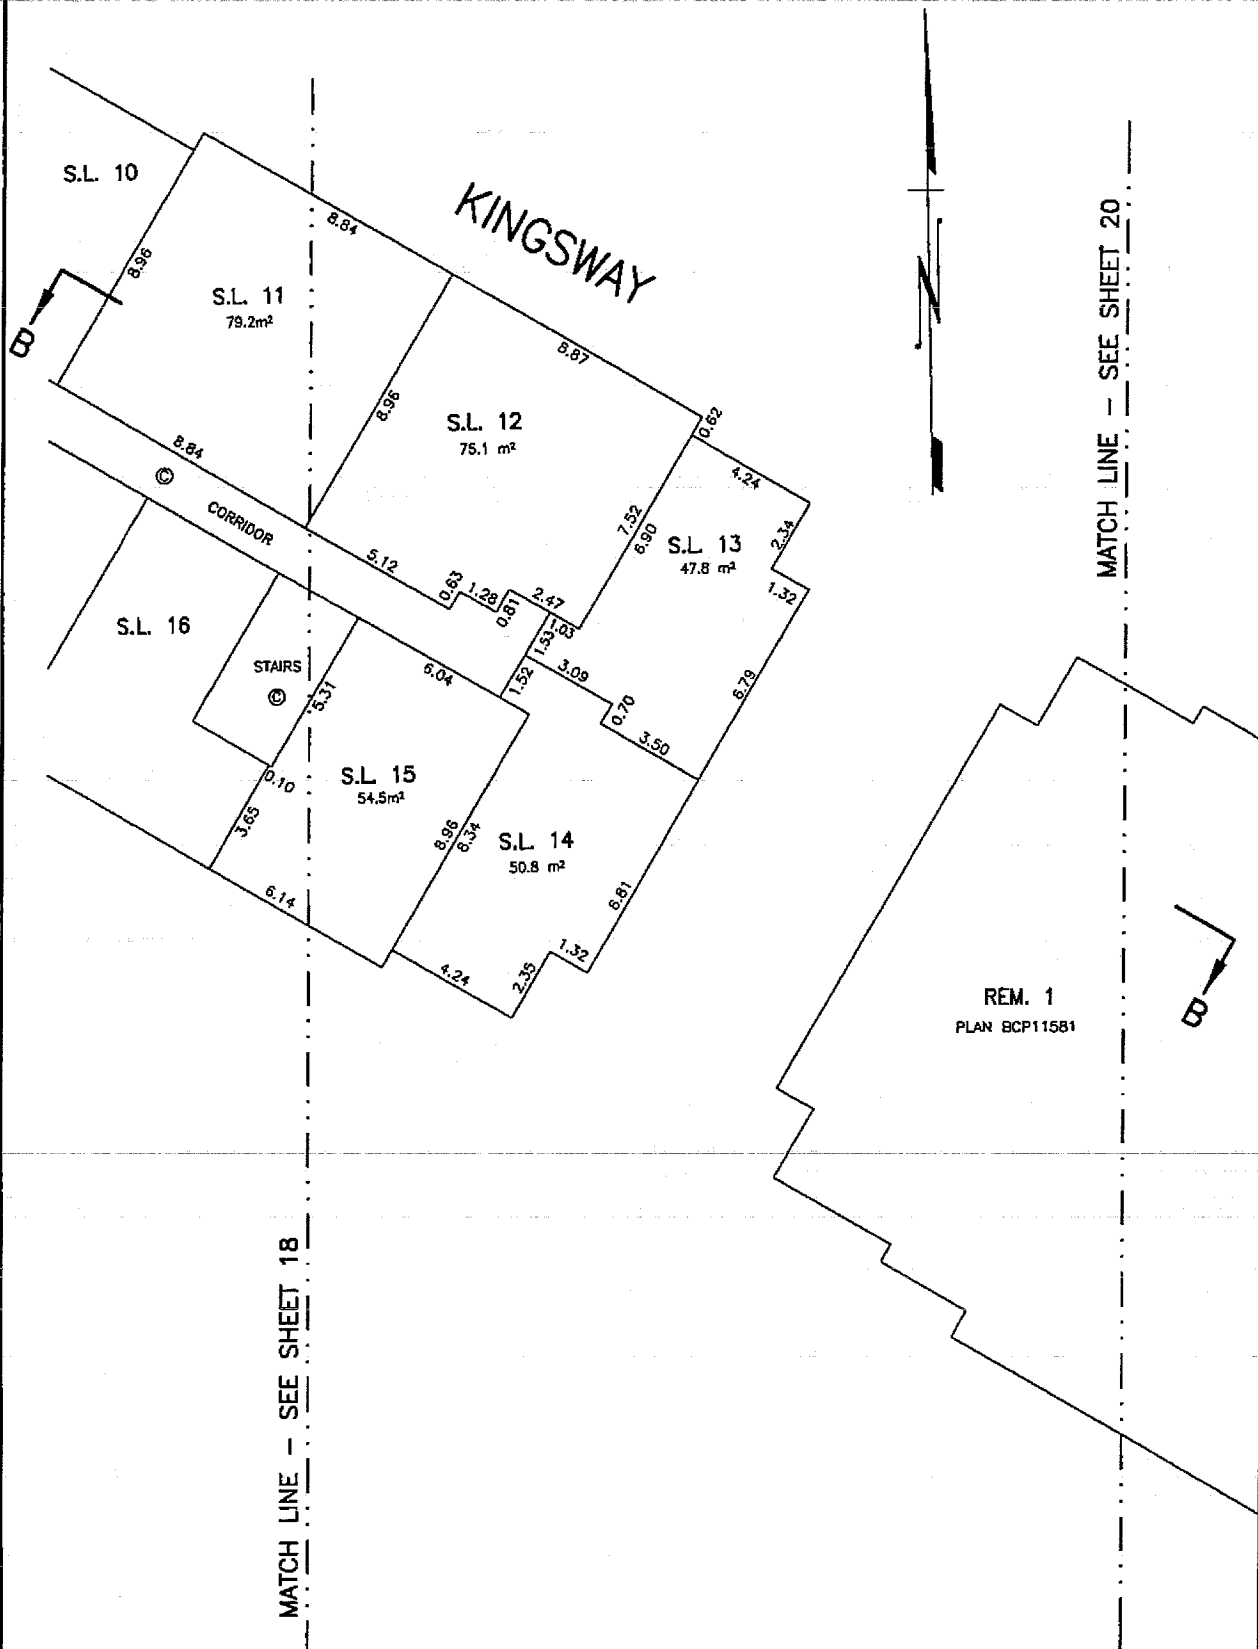 S.L. 10
8.96
B
8.84
KINGSWAY
S.L. 11
79.2m²
8.87
8.96
S.L. 12
75.1 m²
0.62
4.24
8.84
© CORRIDOR
7.52
6.90
2.34
S.L. 13
47.8 m²
1.32
5.12
0.63
1.28
0.81
2.47
1.03
1.53
S.L. 16
STAIRS
©
5.31
6.04
1.52
3.09
0.70
6.79
3.50
0.10
S.L. 15
54.5m²
3.65
8.96
8.34
S.L. 14
50.8 m²
6.14
6.81
4.24
2.35
1.32
N
MATCH LINE - SEE SHEET 20
REM. 1
PLAN BCP11581
B
MATCH LINE - SEE SHEET 18